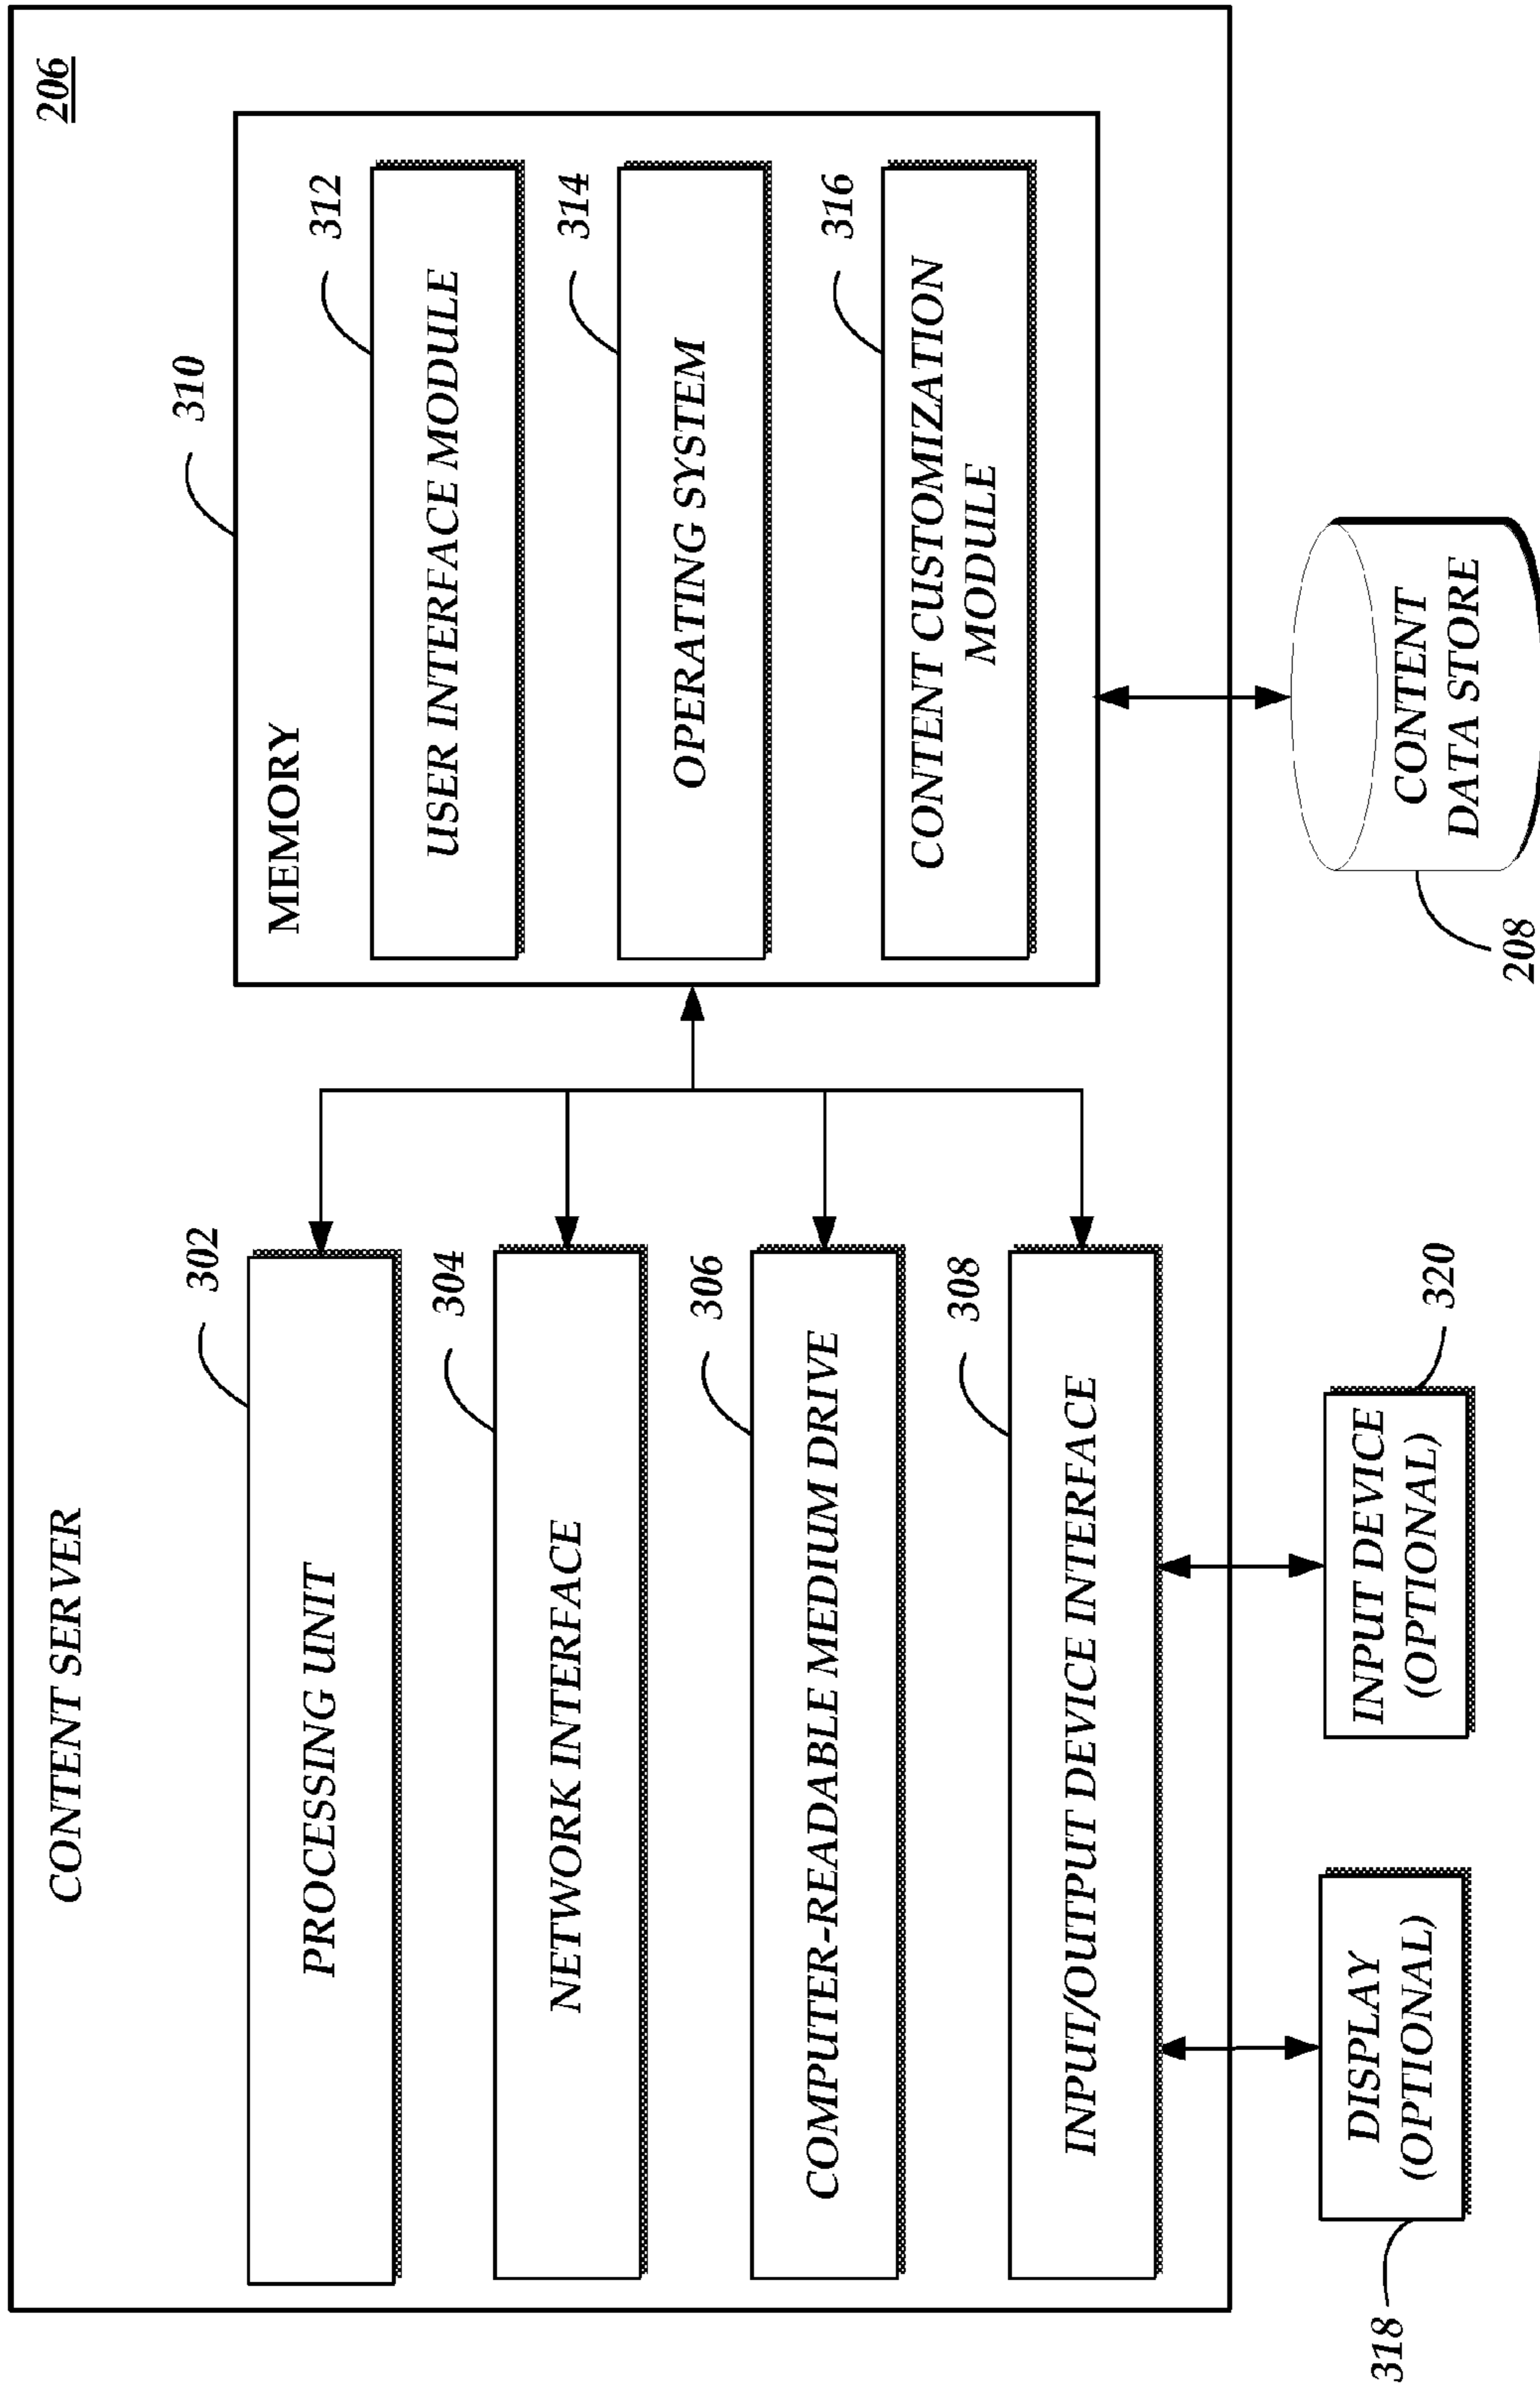 CONTENT SERVER
206
302
PROCESSING UNIT
304
NETWORK INTERFACE
306
COMPUTER-READABLE MEDIUM DRIVE
308
INPUT/OUTPUT DEVICE INTERFACE
310
MEMORY
312
USER INTERFACE MODULE
314
OPERATING SYSTEM
316
CONTENT CUSTOMIZATION
MODULE
318
DISPLAY
(OPTIONAL)
320
INPUT DEVICE
(OPTIONAL)
208
CONTENT
DATA STORE